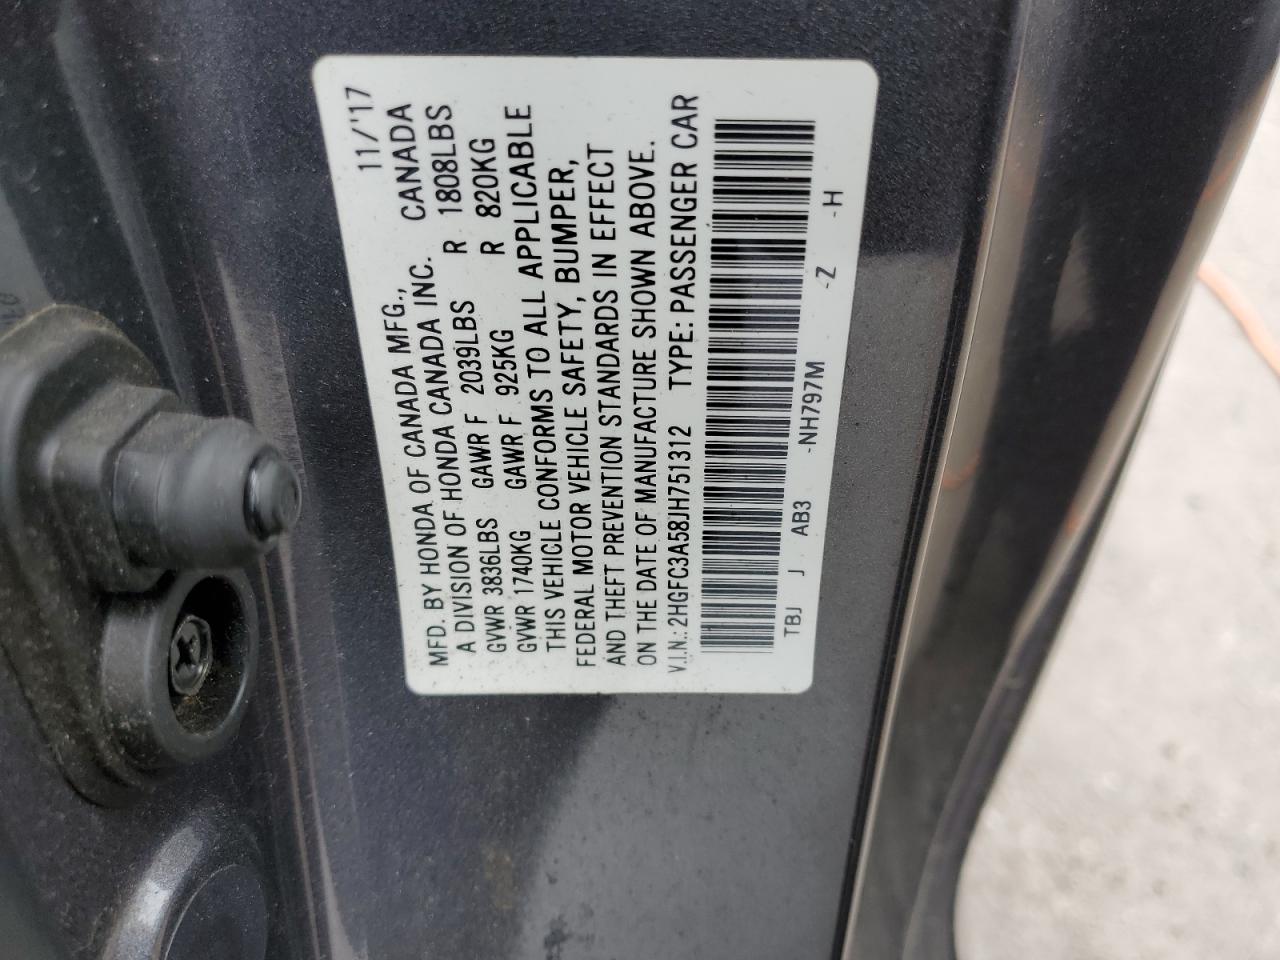 11/'17
MFD. BY HONDA OF CANADA MFG., CANADA
A DIVISION OF HONDA CANADA INC.
GVWR 3836LBS GAWR F 2039LBS R 1808LBS
GVWR 1740KG GAWR F 925KG R 820KG
THIS VEHICLE CONFORMS TO ALL APPLICABLE
FEDERAL MOTOR VEHICLE SAFETY, BUMPER,
AND THEFT PREVENTION STANDARDS IN EFFECT
ON THE DATE OF MANUFACTURE SHOWN ABOVE.
V.I.N.: 2HGFC3A58JH751312 TYPE: PASSENGER CAR
TBJ J AB3 -NH797M -Z -H